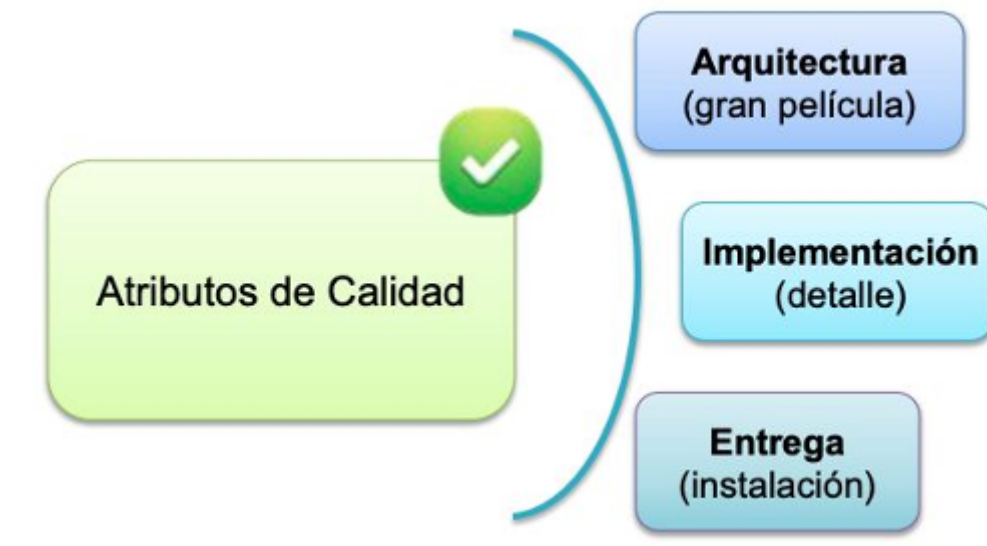 Atributos de Calidad
Arquitectura
(gran película)
Implementación
(detalle)
Entrega
(instalación)